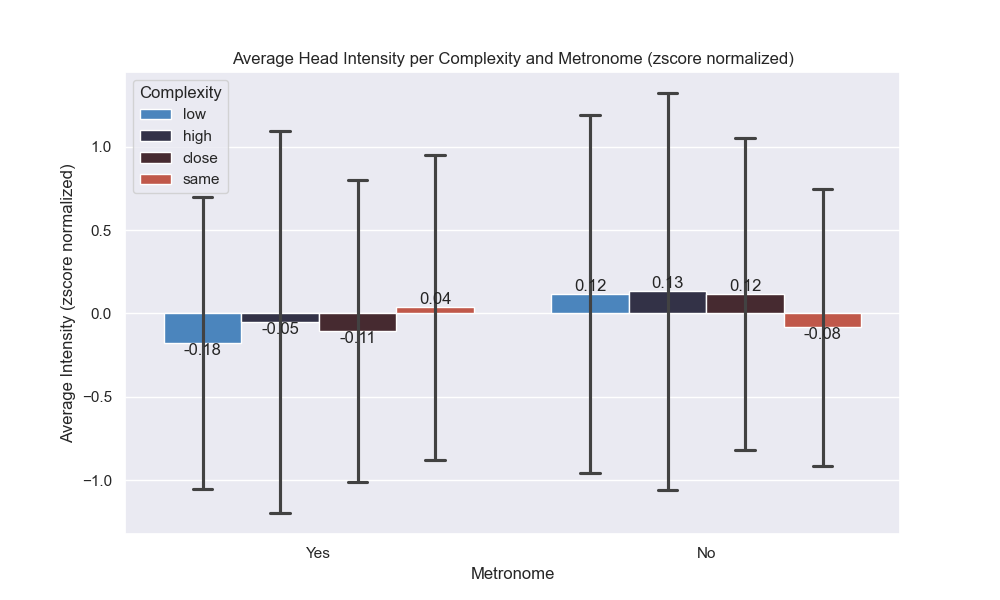 Average Head Intensity per Complexity and Metronome (zscore normalized)
Complexity
low
high
close
same
Average Intensity (zscore normalized)
1.0
0.5
0.0
−0.5
−1.0
-0.18
-0.05
-0.11
0.04
0.12
0.13
0.12
-0.08
Yes
No
Metronome